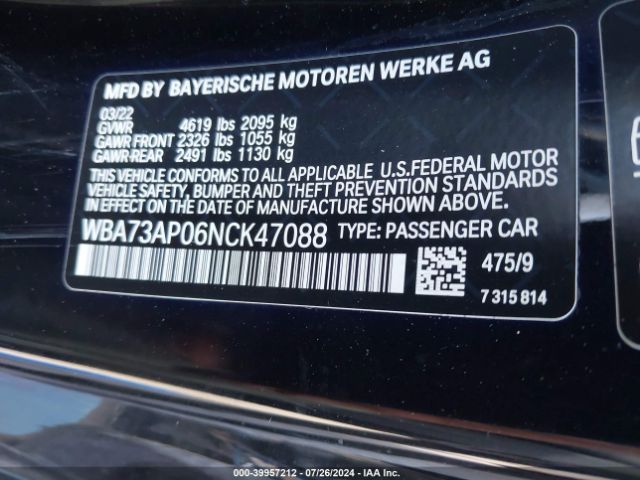 MFD BY BAYERISCHE MOTOREN WERKE AG
03/22
GVWR 4619 lbs 2095 kg
GAWR FRONT 2326 lbs 1055 kg
GAWR-REAR 2491 lbs 1130 kg
THIS VEHICLE CONFORMS TO ALL APPLICABLE U.S.FEDERAL MOTOR
VEHICLE SAFETY, BUMPER AND THEFT PREVENTION STANDARDS
IN EFFECT ON THE DATE OF MANUFACTURE SHOWN ABOVE.
WBA73AP06NCK47088 TYPE: PASSENGER CAR
475/9
7 315 814
000-39957212 - 07/26/2024 - IAA Inc.